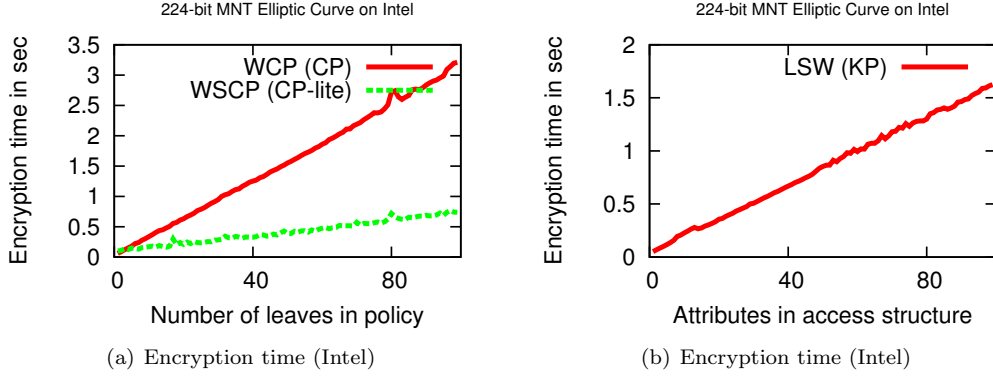 224-bit MNT Elliptic Curve on Intel
3.5
3
2.5
2
1.5
1
0.5
0
Encryption time in sec
WCP (CP)
WSCP (CP-lite)
0 40 80
Number of leaves in policy
(a) Encryption time (Intel)
224-bit MNT Elliptic Curve on Intel
2
1.5
1
0.5
0
Encryption time in sec
LSW (KP)
0 40 80
Attributes in access structure
(b) Encryption time (Intel)